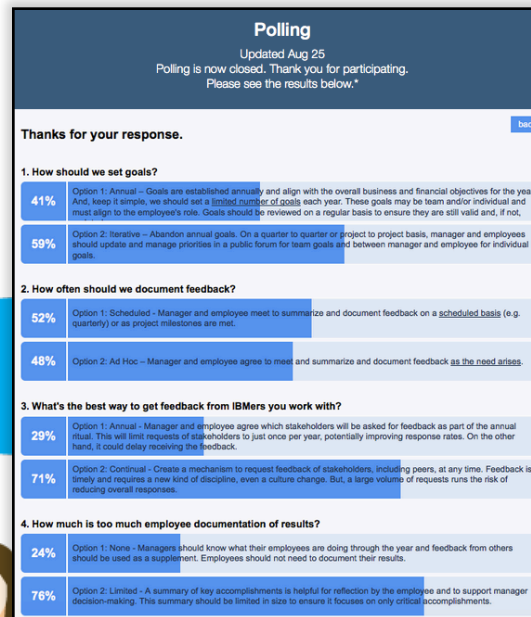 Polling
Updated Aug 25
Polling is now closed. Thank you for participating.
Please see the results below.*
Thanks for your response.
1. How should we set goals?
41%
Option 1: Annual – Goals are established annually and align with the overall business and financial objectives for the yea
And, keep it simple, we should set a limited number of goals each year. These goals may be team and/or individual and
must align to the employee's role. Goals should be reviewed on a regular basis to ensure they are still valid and, if not,
59%
Option 2: Iterative – Abandon annual goals. On a quarter to quarter or project to project basis, manager and employees
should update and manage priorities in a public forum for team goals and between manager and employee for individual
goals.
2. How often should we document feedback?
52%
Option 1: Scheduled - Manager and employee meet to summarize and document feedback on a scheduled basis (e.g.
quarterly) or as project milestones are met.
48%
Option 2: Ad Hoc – Manager and employee agree to meet and summarize and document feedback as the need arises.
3. What's the best way to get feedback from IBMers you work with?
29%
Option 1: Annual - Manager and employee agree which stakeholders will be asked for feedback as part of the annual
ritual. This will limit requests of stakeholders to just once per year, potentially improving response rates. On the other
hand, it could delay receiving the feedback.
71%
Option 2: Continual - Create a mechanism to request feedback of stakeholders, including peers, at any time. Feedback is
timely and requires a new kind of discipline, even a culture change. But, a large volume of requests runs the risk of
reducing overall responses.
4. How much is too much employee documentation of results?
24%
Option 1: None - Managers should know what their employees are doing through the year and feedback from others
should be used as a supplement. Employees should not need to document their results.
76%
Option 2: Limited - A summary of key accomplishments is helpful for reflection by the employee and to support manager
decision-making. This summary should be limited in size to ensure it focuses on only critical accomplishments.